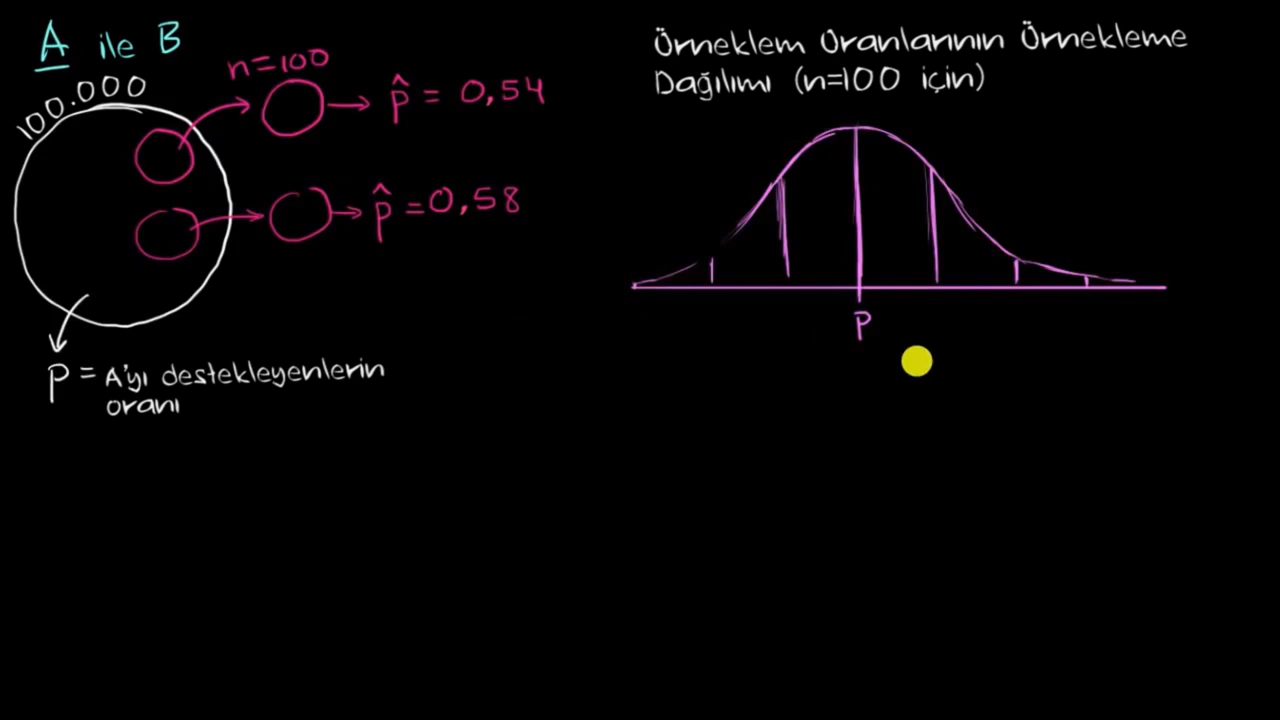 A ile B
100.000
n=100
p̂ = 0,54
p̂ =0,58
p = A'yı destekleyenlerin
oranı
Örneklem Oranlarının Örnekleme
Dağılımı (n=100 için)
P